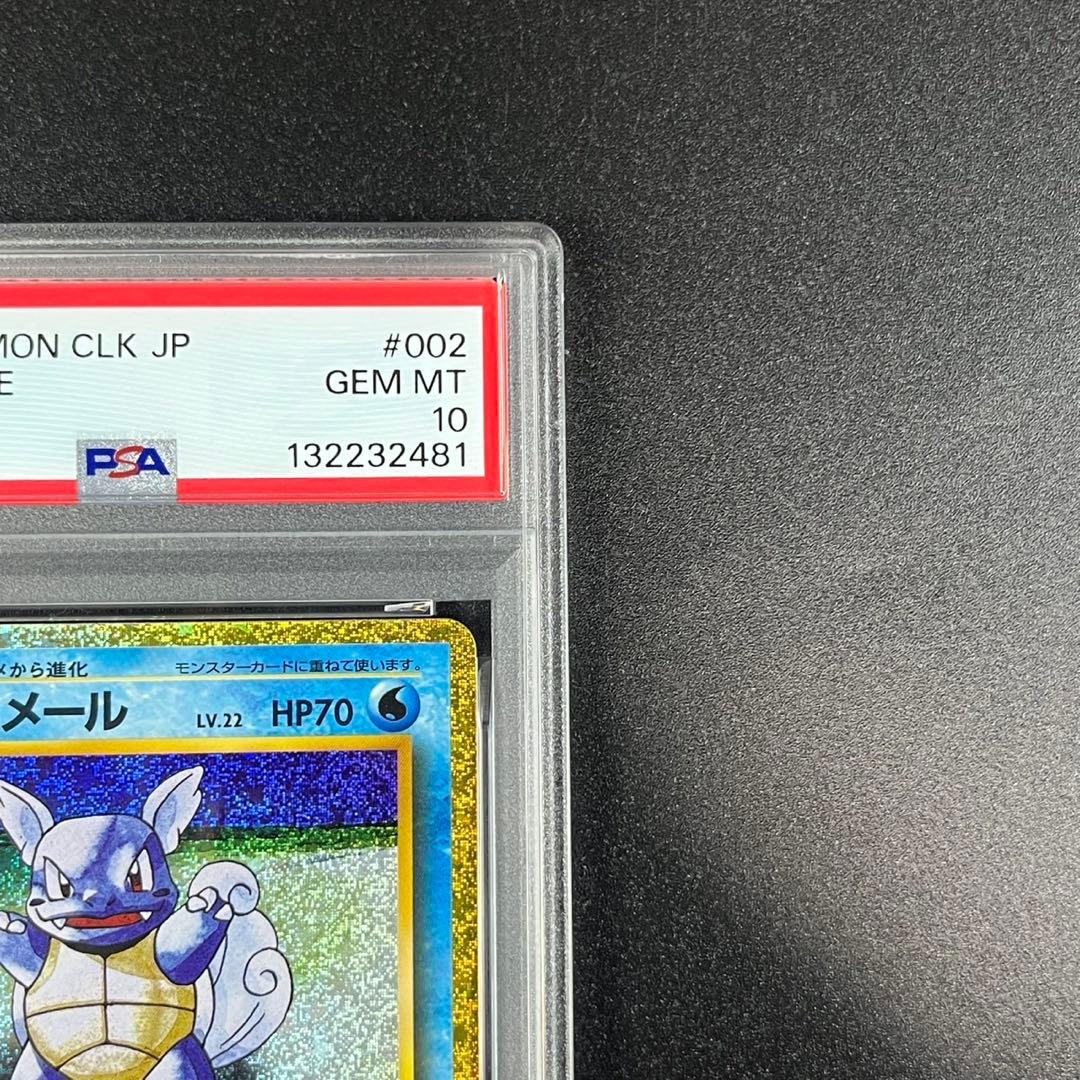 MON CLK JP #002
E GEM MT
10
PSA 132232481
メから進化 モンスターカードに重ねて使います。
メール LV.22 HP70